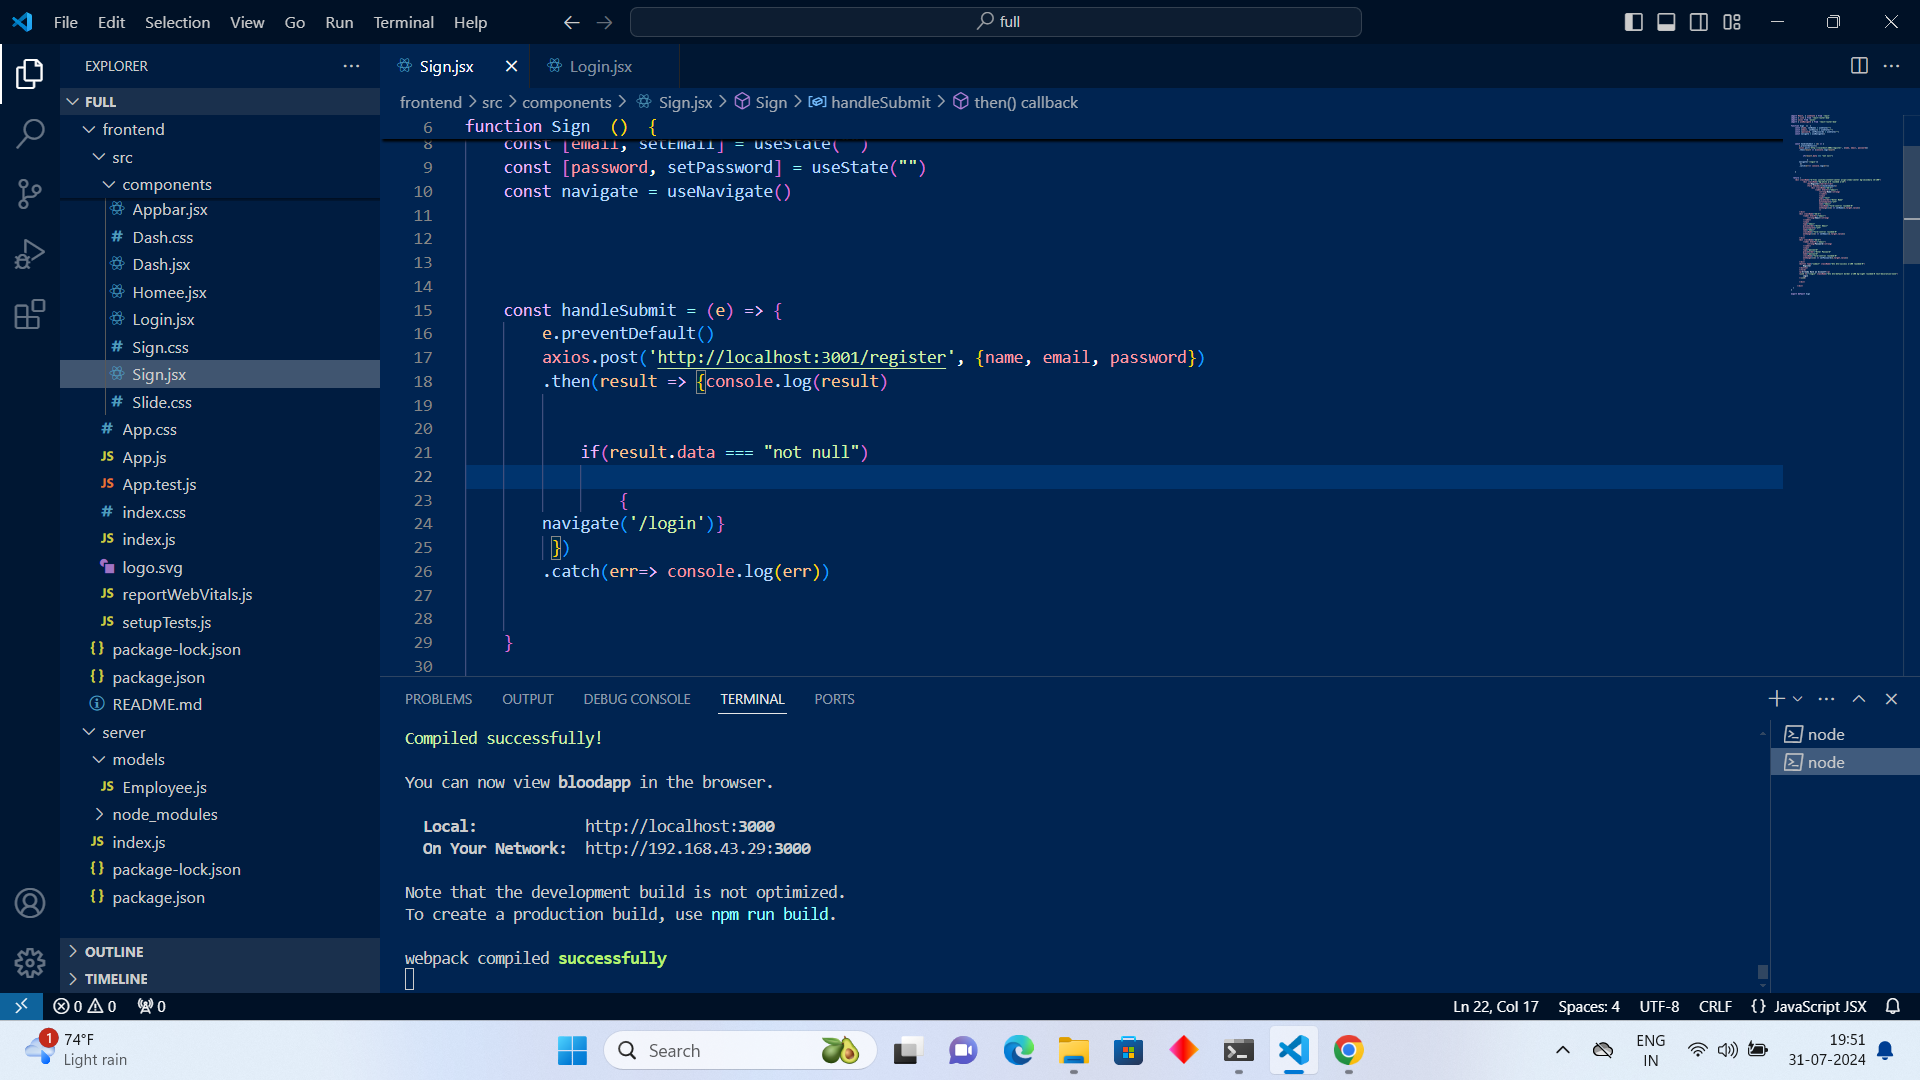 File Edit Selection View Go Run Terminal Help
full
EXPLORER
FULL
frontend
src
components
Appbar.jsx
# Dash.css
Dash.jsx
Homee.jsx
Login.jsx
# Sign.css
Sign.jsx
# Slide.css
# App.css
JS App.js
JS App.test.js
# index.css
JS index.js
logo.svg
JS reportWebVitals.js
JS setupTests.js
{} package-lock.json
{} package.json
README.md
server
models
JS Employee.js
node_modules
JS index.js
{} package-lock.json
{} package.json
OUTLINE
TIMELINE
Sign.jsx
Login.jsx
frontend > src > components > Sign.jsx > Sign > handleSubmit > then() callback
6 function Sign () {
8 const [email, setEmail] = useState("")
9 const [password, setPassword] = useState("")
10 const navigate = useNavigate()
11
12
13
14
15 const handleSubmit = (e) => {
16 e.preventDefault()
17 axios.post('http://localhost:3001/register', {name, email, password})
18 .then(result => {console.log(result)
19
20
21 if(result.data === "not null")
22
23 {
24 navigate('/login')}
25 })
26 .catch(err=> console.log(err))
27
28
29 }
30
PROBLEMS OUTPUT DEBUG CONSOLE TERMINAL PORTS
Compiled successfully!
You can now view bloodapp in the browser.
Local: http://localhost:3000
On Your Network: http://192.168.43.29:3000
Note that the development build is not optimized.
To create a production build, use npm run build.
webpack compiled successfully
node
node
0 0 0
Ln 22, Col 17 Spaces: 4 UTF-8 CRLF {} JavaScript JSX
1
74°F
Light rain
Search
ENG
IN
19:51
31-07-2024